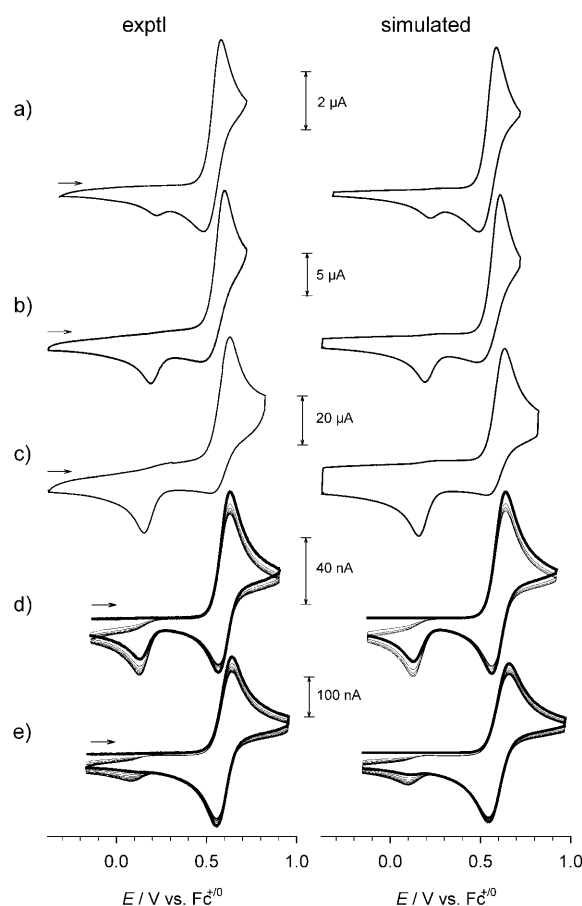 exptl simulated
a)
2 µA
b)
5 µA
c)
20 µA
d)
40 nA
e)
100 nA
0.0 0.5 1.0 0.0 0.5 1.0
E / V vs. Fc+/0 E / V vs. Fc+/0